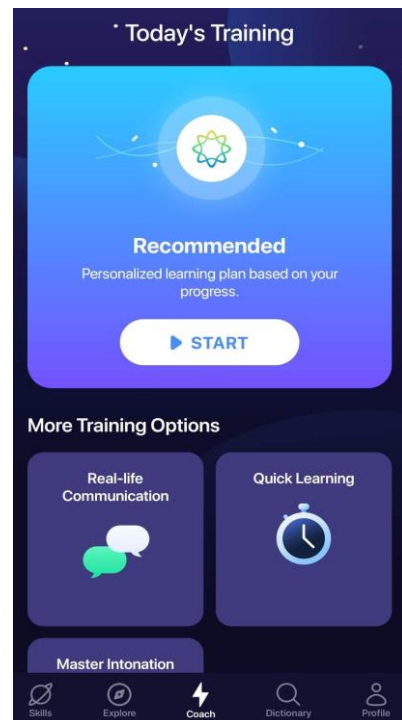 Today's Training
Recommended
Personalized learning plan based on your
progress.
START
More Training Options
Real-life
Communication
Quick Learning
Master Intonation
Skills
Explore
Coach
Dictionary
Profile